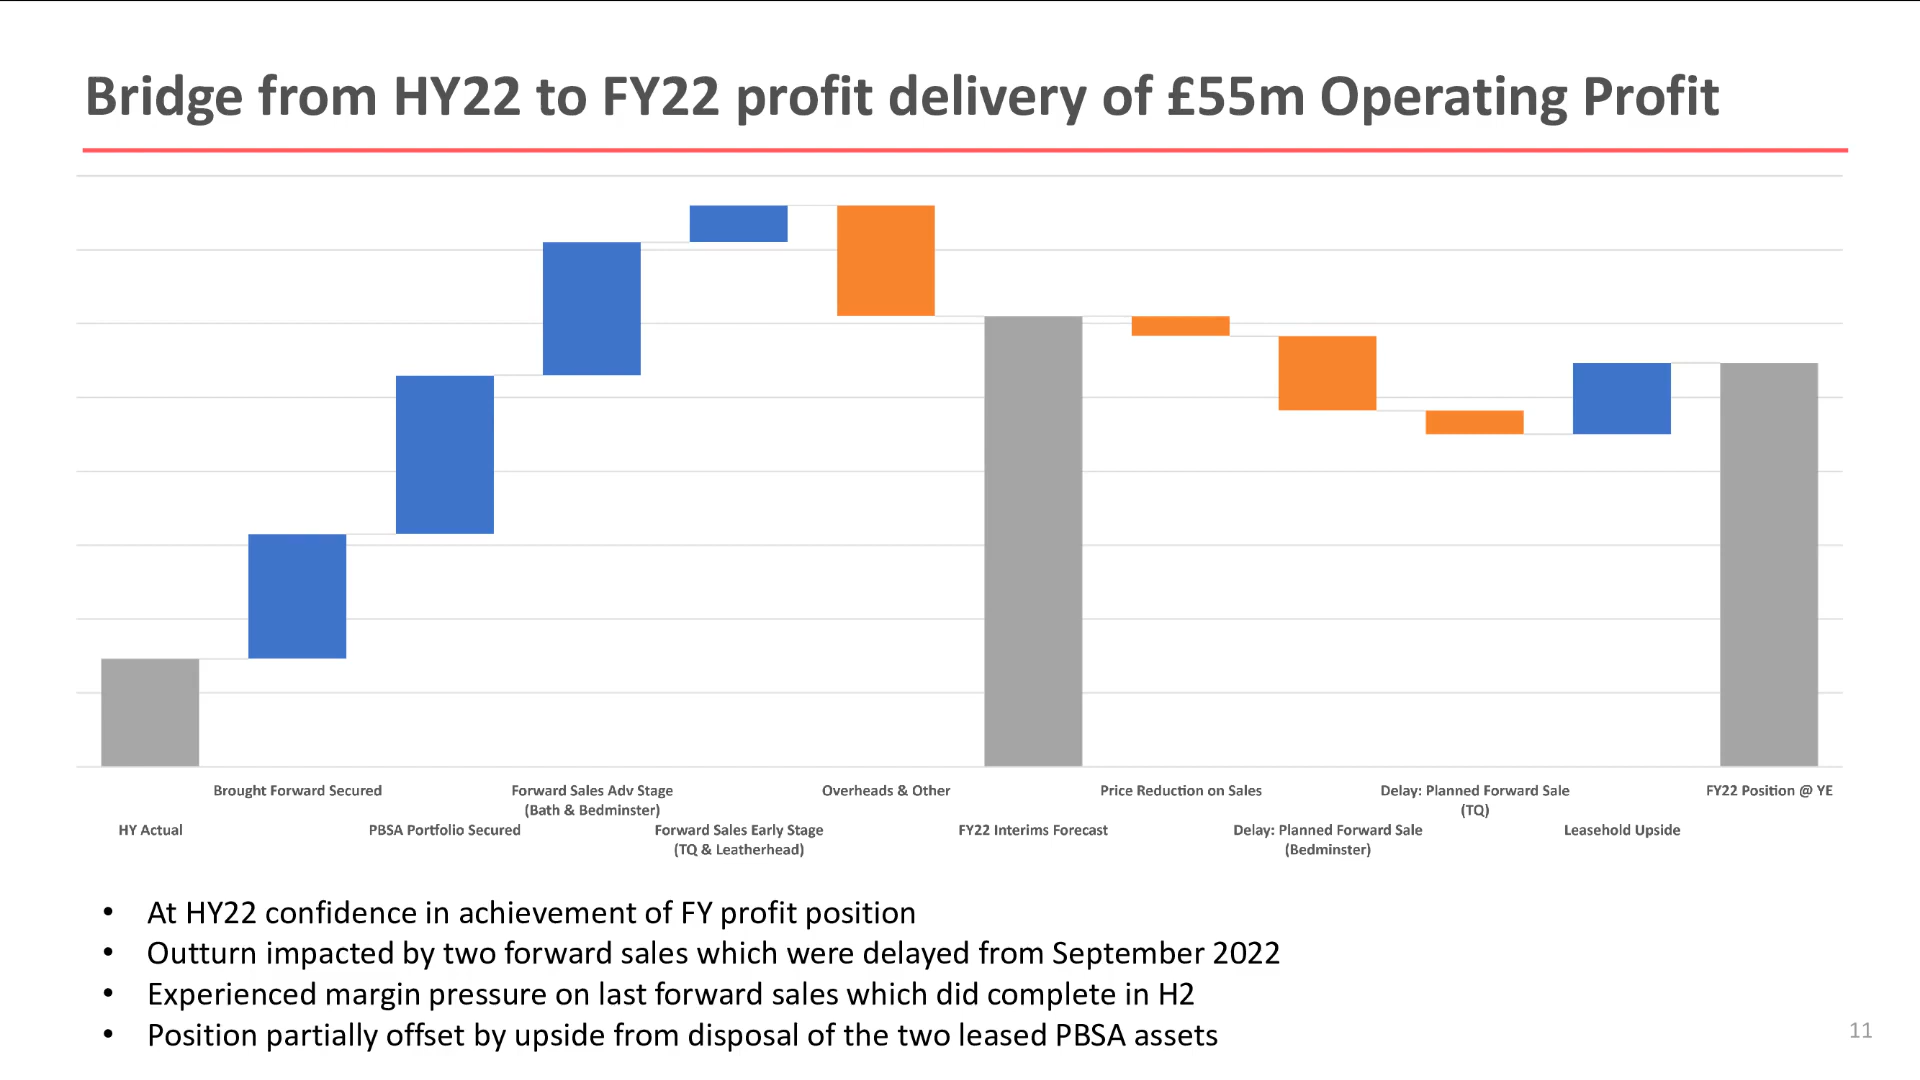 Bridge from HY22 to FY22 profit delivery of £55m Operating Profit
HY Actual
Brought Forward Secured
PBSA Portfolio Secured
Forward Sales Adv Stage
(Bath & Bedminster)
Forward Sales Early Stage
(TQ & Leatherhead)
Overheads & Other
FY22 Interims Forecast
Price Reduction on Sales
Delay: Planned Forward Sale
(Bedminster)
Delay: Planned Forward Sale
(TQ)
Leasehold Upside
FY22 Position @ YE
• At HY22 confidence in achievement of FY profit position
• Outturn impacted by two forward sales which were delayed from September 2022
• Experienced margin pressure on last forward sales which did complete in H2
• Position partially offset by upside from disposal of the two leased PBSA assets
11